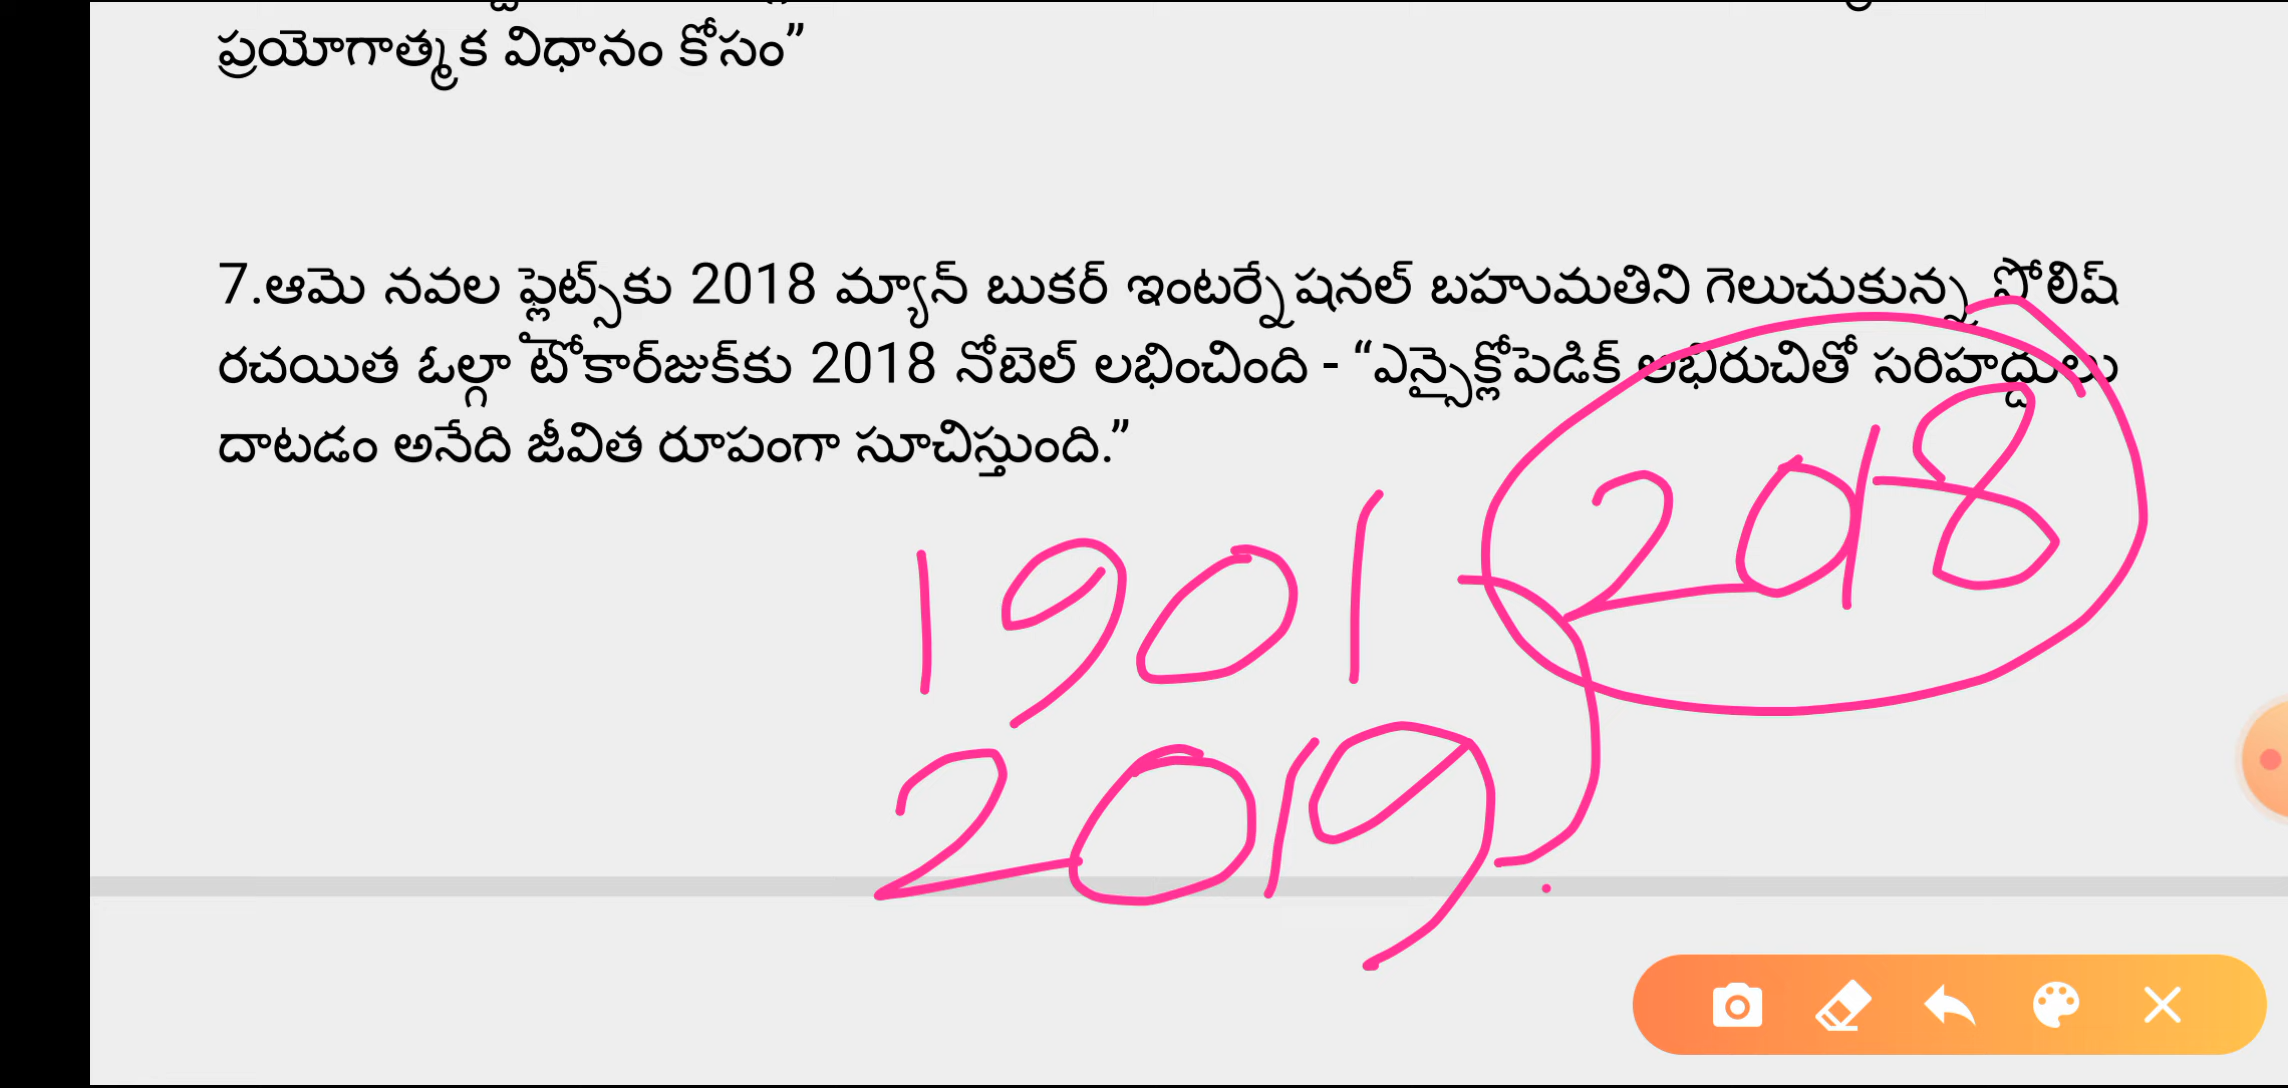 ప్రయోగాత్మక విధానం కోసం”
7.ఆమె నవల ఫ్లైట్స్‌కు 2018 మ్యాన్ బుకర్ ఇంటర్నేషనల్ బహుమతిని గెలుచుకున్న పోలిష్
రచయిత ఓల్గా టోకార్‌జుక్‌కు 2018 నోబెల్ లభించింది - “ఎన్సైక్లోపెడిక్ అభిరుచితో సరిహద్దులు
దాటడం అనేది జీవిత రూపంగా సూచిస్తుంది.”
1901 2018
2019